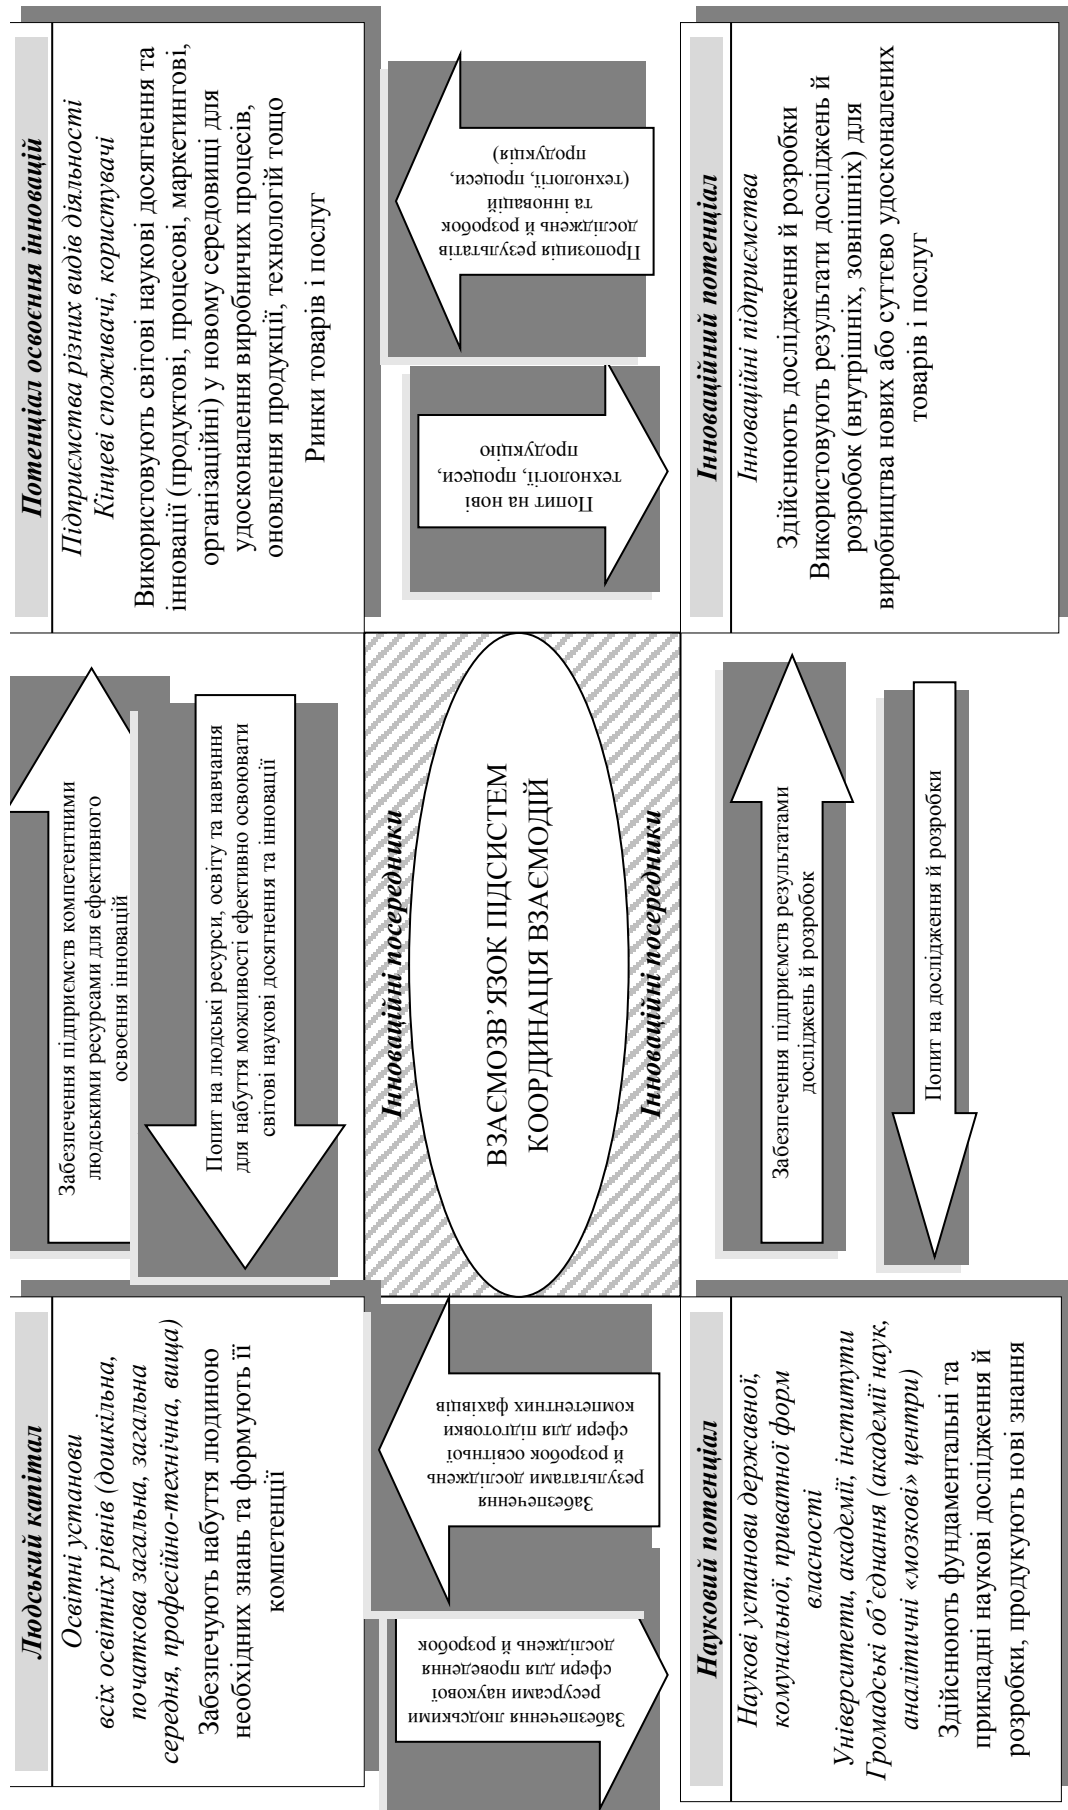 Людський капітал
Освітні установи
всіх освітніх рівнів (дошкільна,
початкова загальна, загальна
середня, професійно-технічна, вища)
Забезпечують набуття людиною
необхідних знань та формують її
компетенції
Забезпечення підприємств компетентними
людськими ресурсами для ефективного
освоєння інновацій
Попит на людські ресурси, освіту та навчання
для набуття можливості ефективно освоювати
світові наукові досягнення та інновації
Потенціал освоєння інновацій
Підприємства різних видів діяльності
Кінцеві споживачі, користувачі
Використовують світові наукові досягнення та
інновації (продуктові, процесові, маркетингові,
організаційні) у новому середовищі для
удосконалення виробничих процесів,
оновлення продукції, технологій тощо
Ринки товарів і послуг
Забезпечення людськими
ресурсами наукової
сфери для проведення
досліджень й розробок
Забезпечення
результатами досліджень
й розробок освітньої
сфери для підготовки
компетентних фахівців
Інноваційні посередники
ВЗАЄМОЗВ’ЯЗОК ПІДСИСТЕМ
КООРДИНАЦІЯ ВЗАЄМОДІЙ
Інноваційні посередники
Попит на нові
технології, процеси,
продукцію
Пропозиція результатів
досліджень й розробок
та інновацій
(технології, процеси,
продукція)
Науковий потенціал
Наукові установи державної,
комунальної, приватної форм
власності
Університети, академії, інститути
Громадські об’єднання (академії наук,
аналітичні «мозкові» центри)
Здійснюють фундаментальні та
прикладні наукові дослідження й
розробки, продукують нові знання
Забезпечення підприємств результатами
досліджень й розробок
Попит на дослідження й розробки
Інноваційний потенціал
Інноваційні підприємства
Здійснюють дослідження й розробки
Використовують результати досліджень й
розробок (внутрішніх, зовнішніх) для
виробництва нових або суттєво удосконалених
товарів і послуг